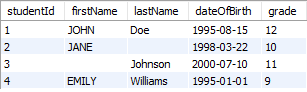 studentId firstName lastName dateOfBirth grade
1 JOHN Doe 1995-08-15 12
2 JANE 1998-03-22 10
3 Johnson 2000-07-10 11
4 EMILY Williams 1995-01-01 9